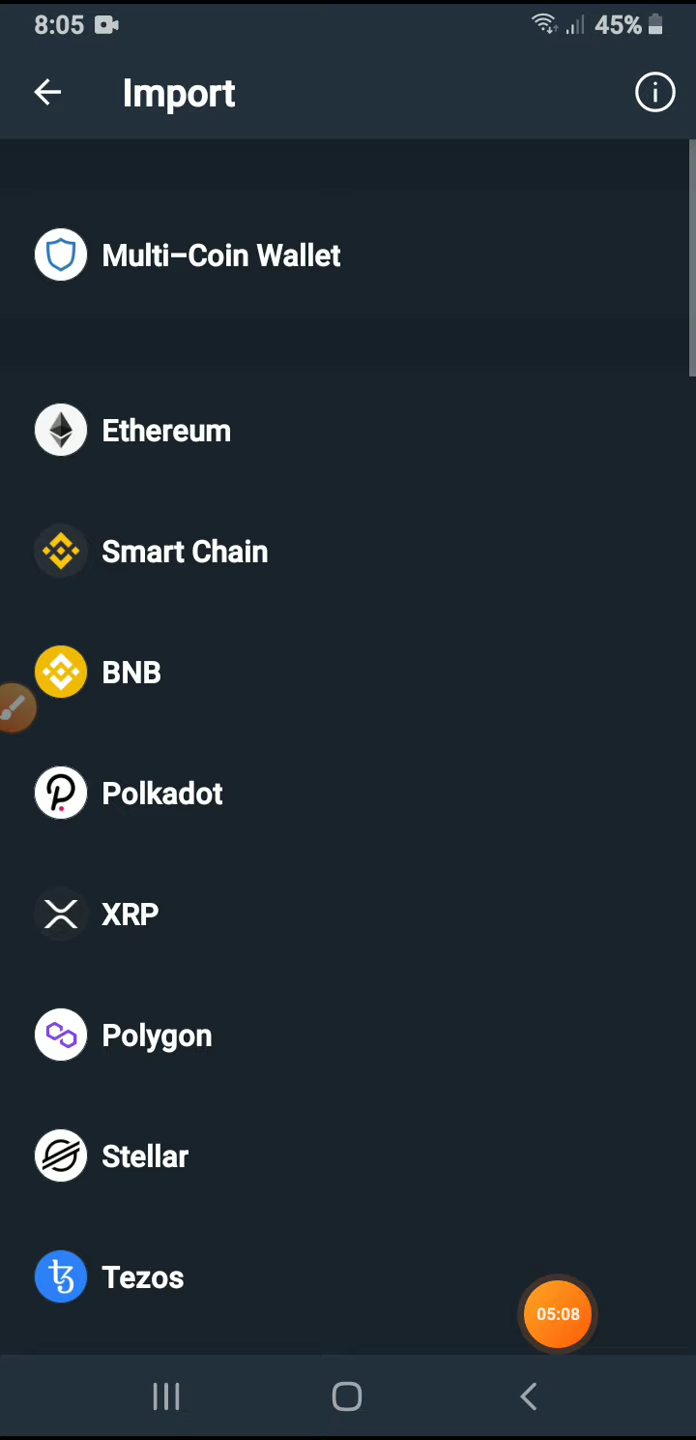 8:05 45%
Import
Multi-Coin Wallet
Ethereum
Smart Chain
BNB
Polkadot
XRP
Polygon
Stellar
Tezos
05:08